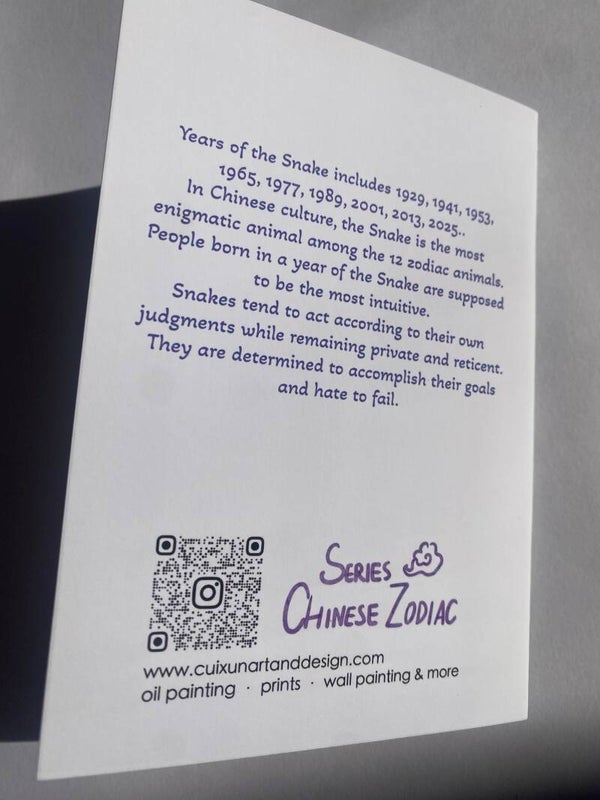 Years of the Snake includes 1929, 1941, 1953,
1965, 1977, 1989, 2001, 2013, 2025..
In Chinese culture, the Snake is the most
enigmatic animal among the 12 zodiac animals.
People born in a year of the Snake are supposed
to be the most intuitive.
Snakes tend to act according to their own
judgments while remaining private and reticent.
They are determined to accomplish their goals
and hate to fail.
SERIES
CHINESE ZODIAC
www.cuixunartanddesign.com
oil painting · prints · wall painting & more